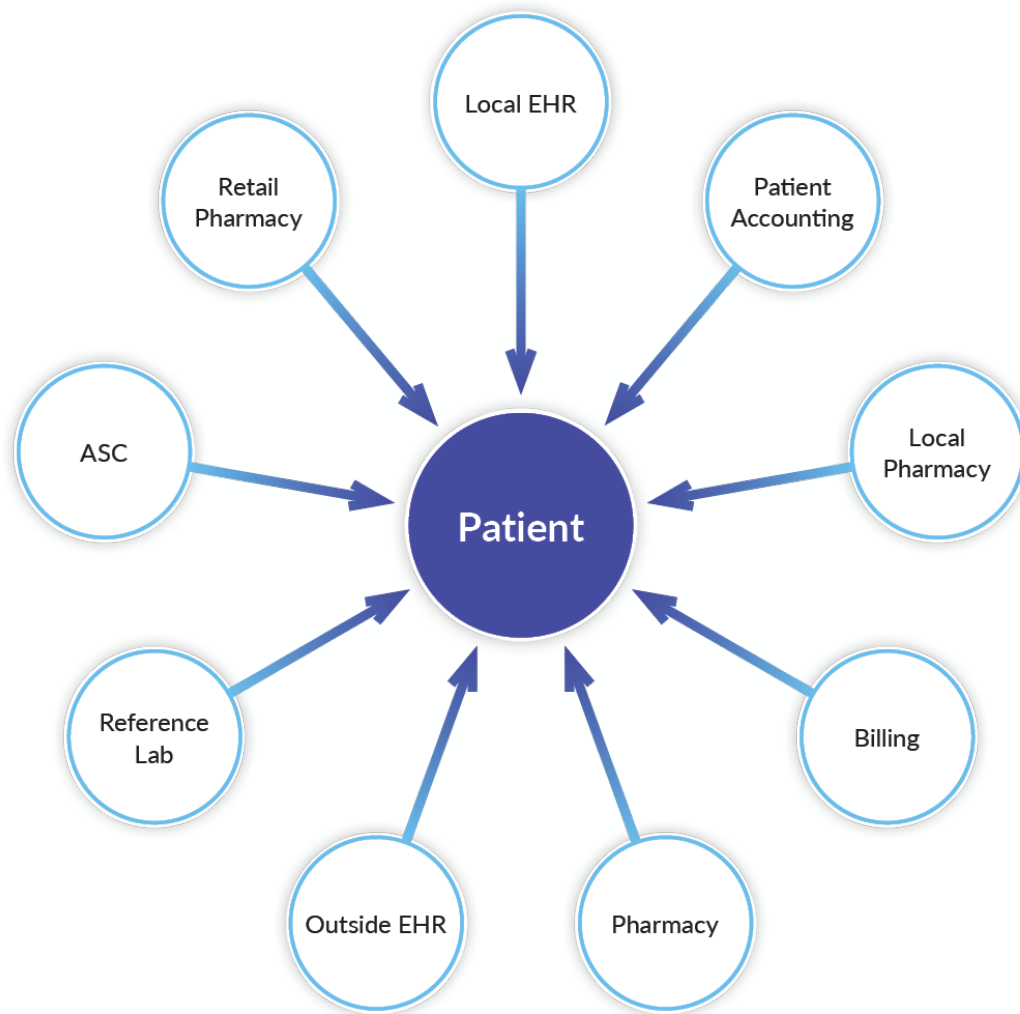 Local EHR
Retail
Pharmacy
Patient
Accounting
ASC
Local
Pharmacy
Patient
Reference
Lab
Billing
Outside EHR
Pharmacy